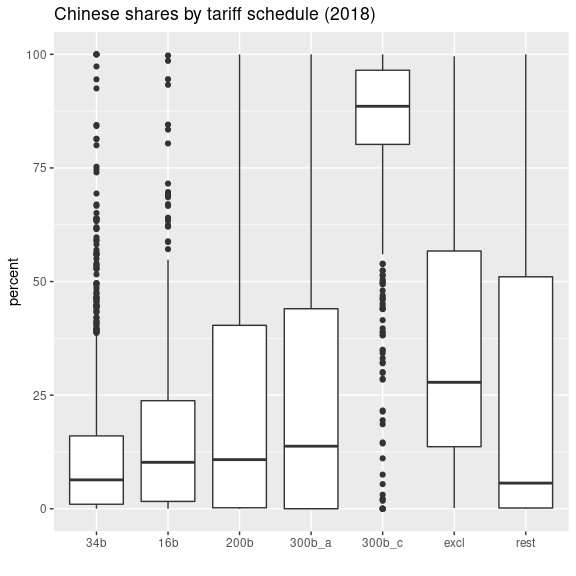 Chinese shares by tariff schedule (2018)
100
75
50
25
0
percent
34b 16b 200b 300b_a 300b_c excl rest